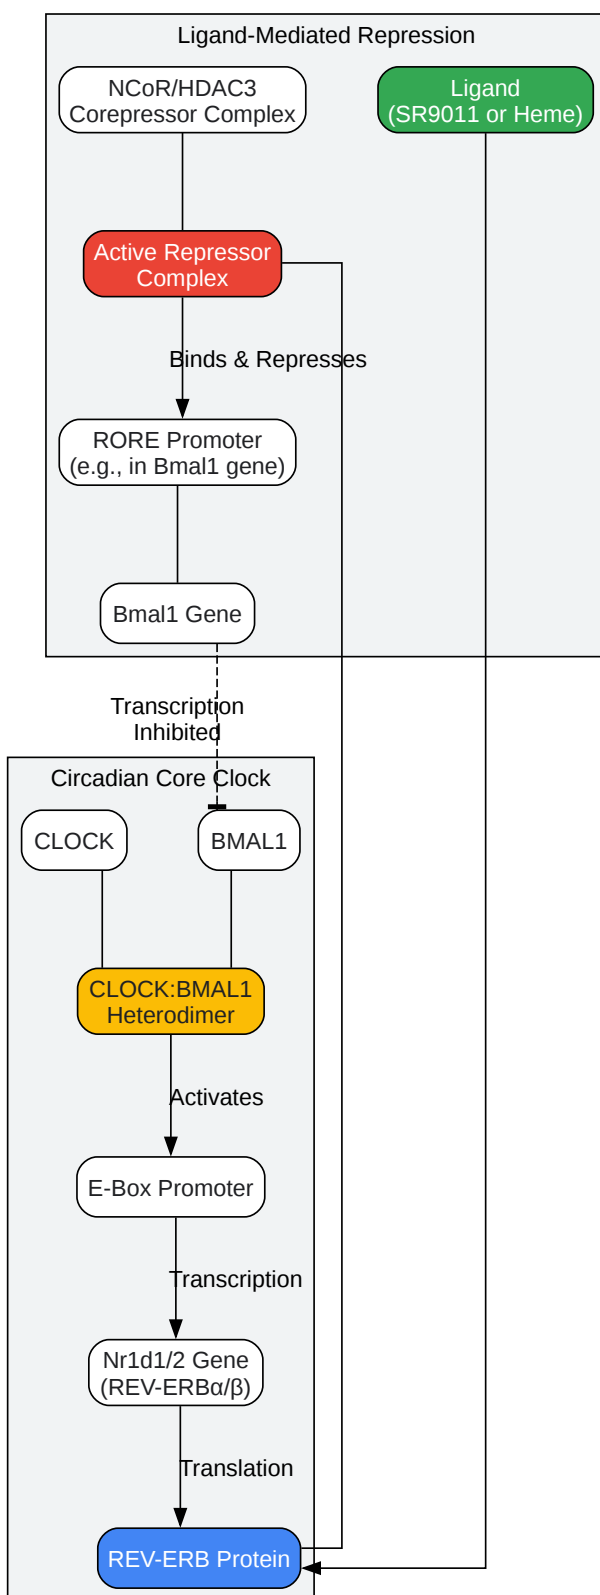 Ligand-Mediated Repression
NCoR/HDAC3
Corepressor Complex
Ligand
(SR9011 or Heme)
Active Repressor
Complex
Binds & Represses
RORE Promoter
(e.g., in Bmal1 gene)
Bmal1 Gene
Transcription
Inhibited
Circadian Core Clock
CLOCK
BMAL1
CLOCK:BMAL1
Heterodimer
Activates
E-Box Promoter
Transcription
Nr1d1/2 Gene
(REV-ERBα/β)
Translation
REV-ERB Protein